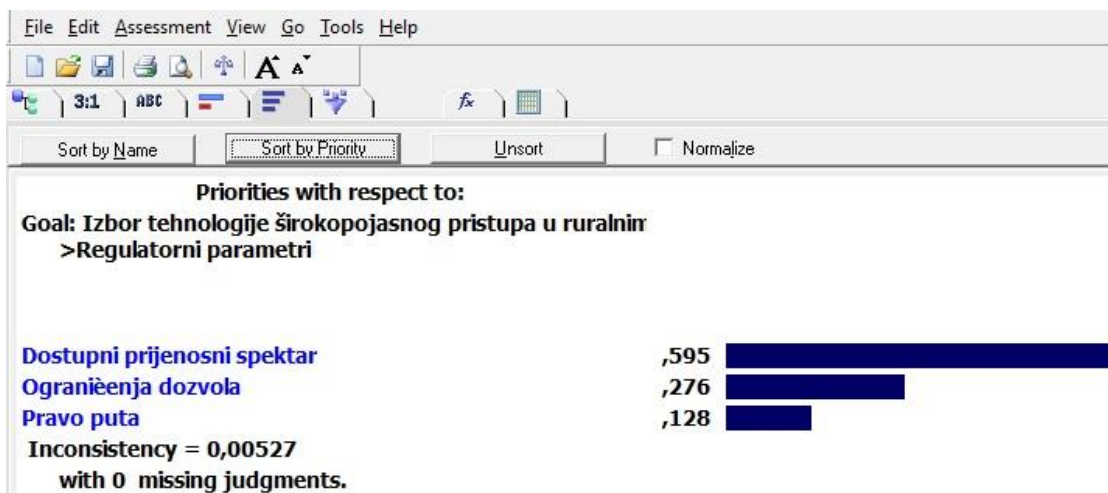 File Edit Assessment View Go Tools Help
A A
3:1 ABC fx
Sort by Name Sort by Priority Unsort Normalize
Priorities with respect to:
Goal: Izbor tehnologije širokopojasnog pristupa u ruralnim
>Regulatorni parametri
Dostupni prijenosni spektar ,595
Ogranièenja dozvola ,276
Pravo puta ,128
Inconsistency = 0,00527
with 0 missing judgments.